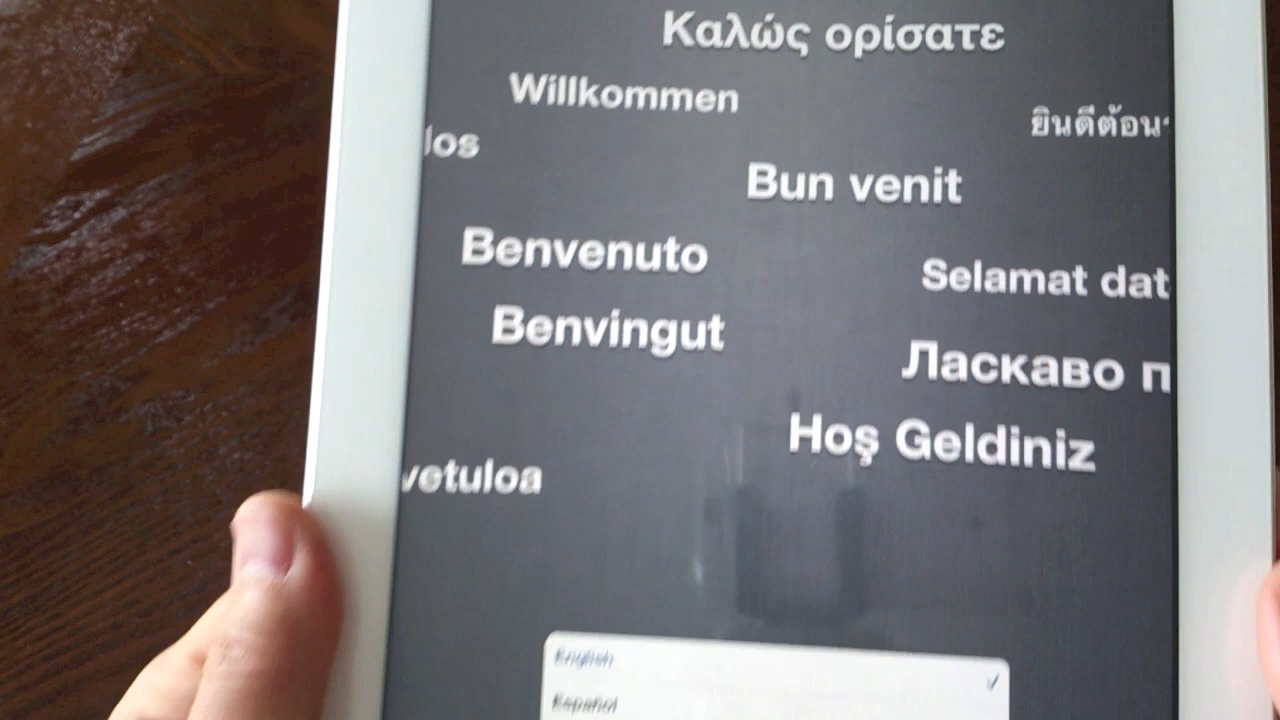 Καλώς ορίσατε
Willkommen
ยินดีต้อน
los
Bun venit
Benvenuto
Selamat dat
Benvingut
Ласкаво п
Hoş Geldiniz
vetuloa
English
Español